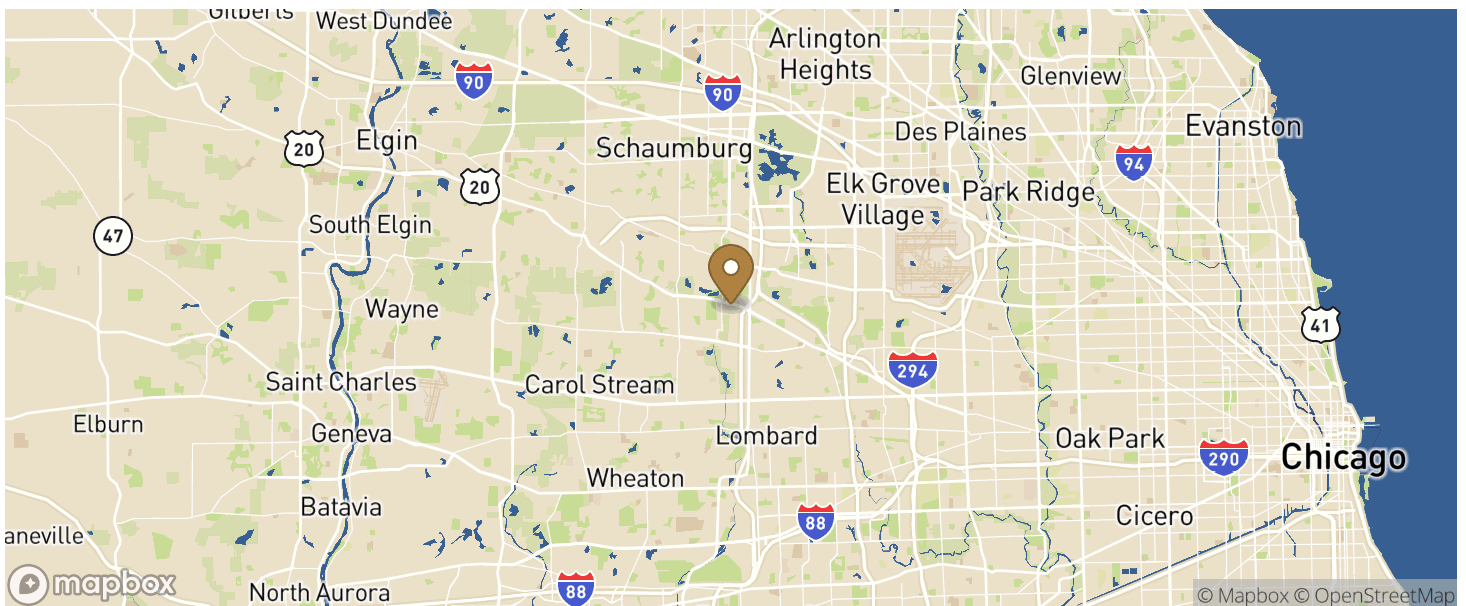 Gilberts
West Dundee
Arlington
Heights
Glenview
90
90
Des Plaines
Evanston
Elgin
20
Schaumburg
94
20
Elk Grove
Village
Park Ridge
South Elgin
47
Wayne
41
294
Saint Charles
Carol Stream
Elburn
Geneva
Lombard
Oak Park
290
Chicago
Wheaton
Batavia
88
Cicero
aneville
mapbox
North Aurora
88
© Mapbox © OpenStreetMap